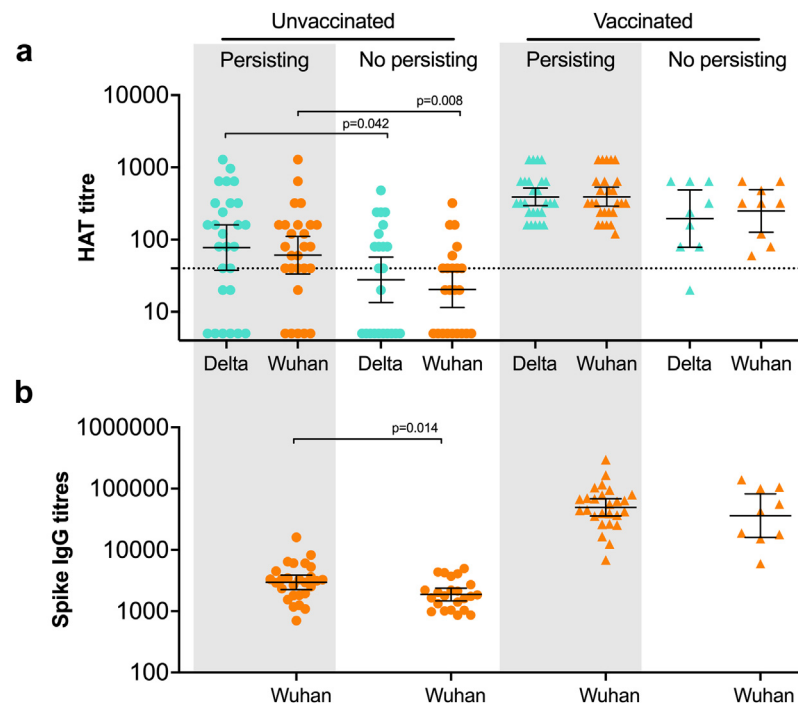 Unvaccinated Vaccinated
a
Persisting No persisting Persisting No persisting
10000
p=0.008
p=0.042
1000
HAT titre
100
10
Delta Wuhan Delta Wuhan Delta Wuhan Delta Wuhan
b
1000000
p=0.014
100000
Spike IgG titres
10000
1000
100
Wuhan Wuhan Wuhan Wuhan